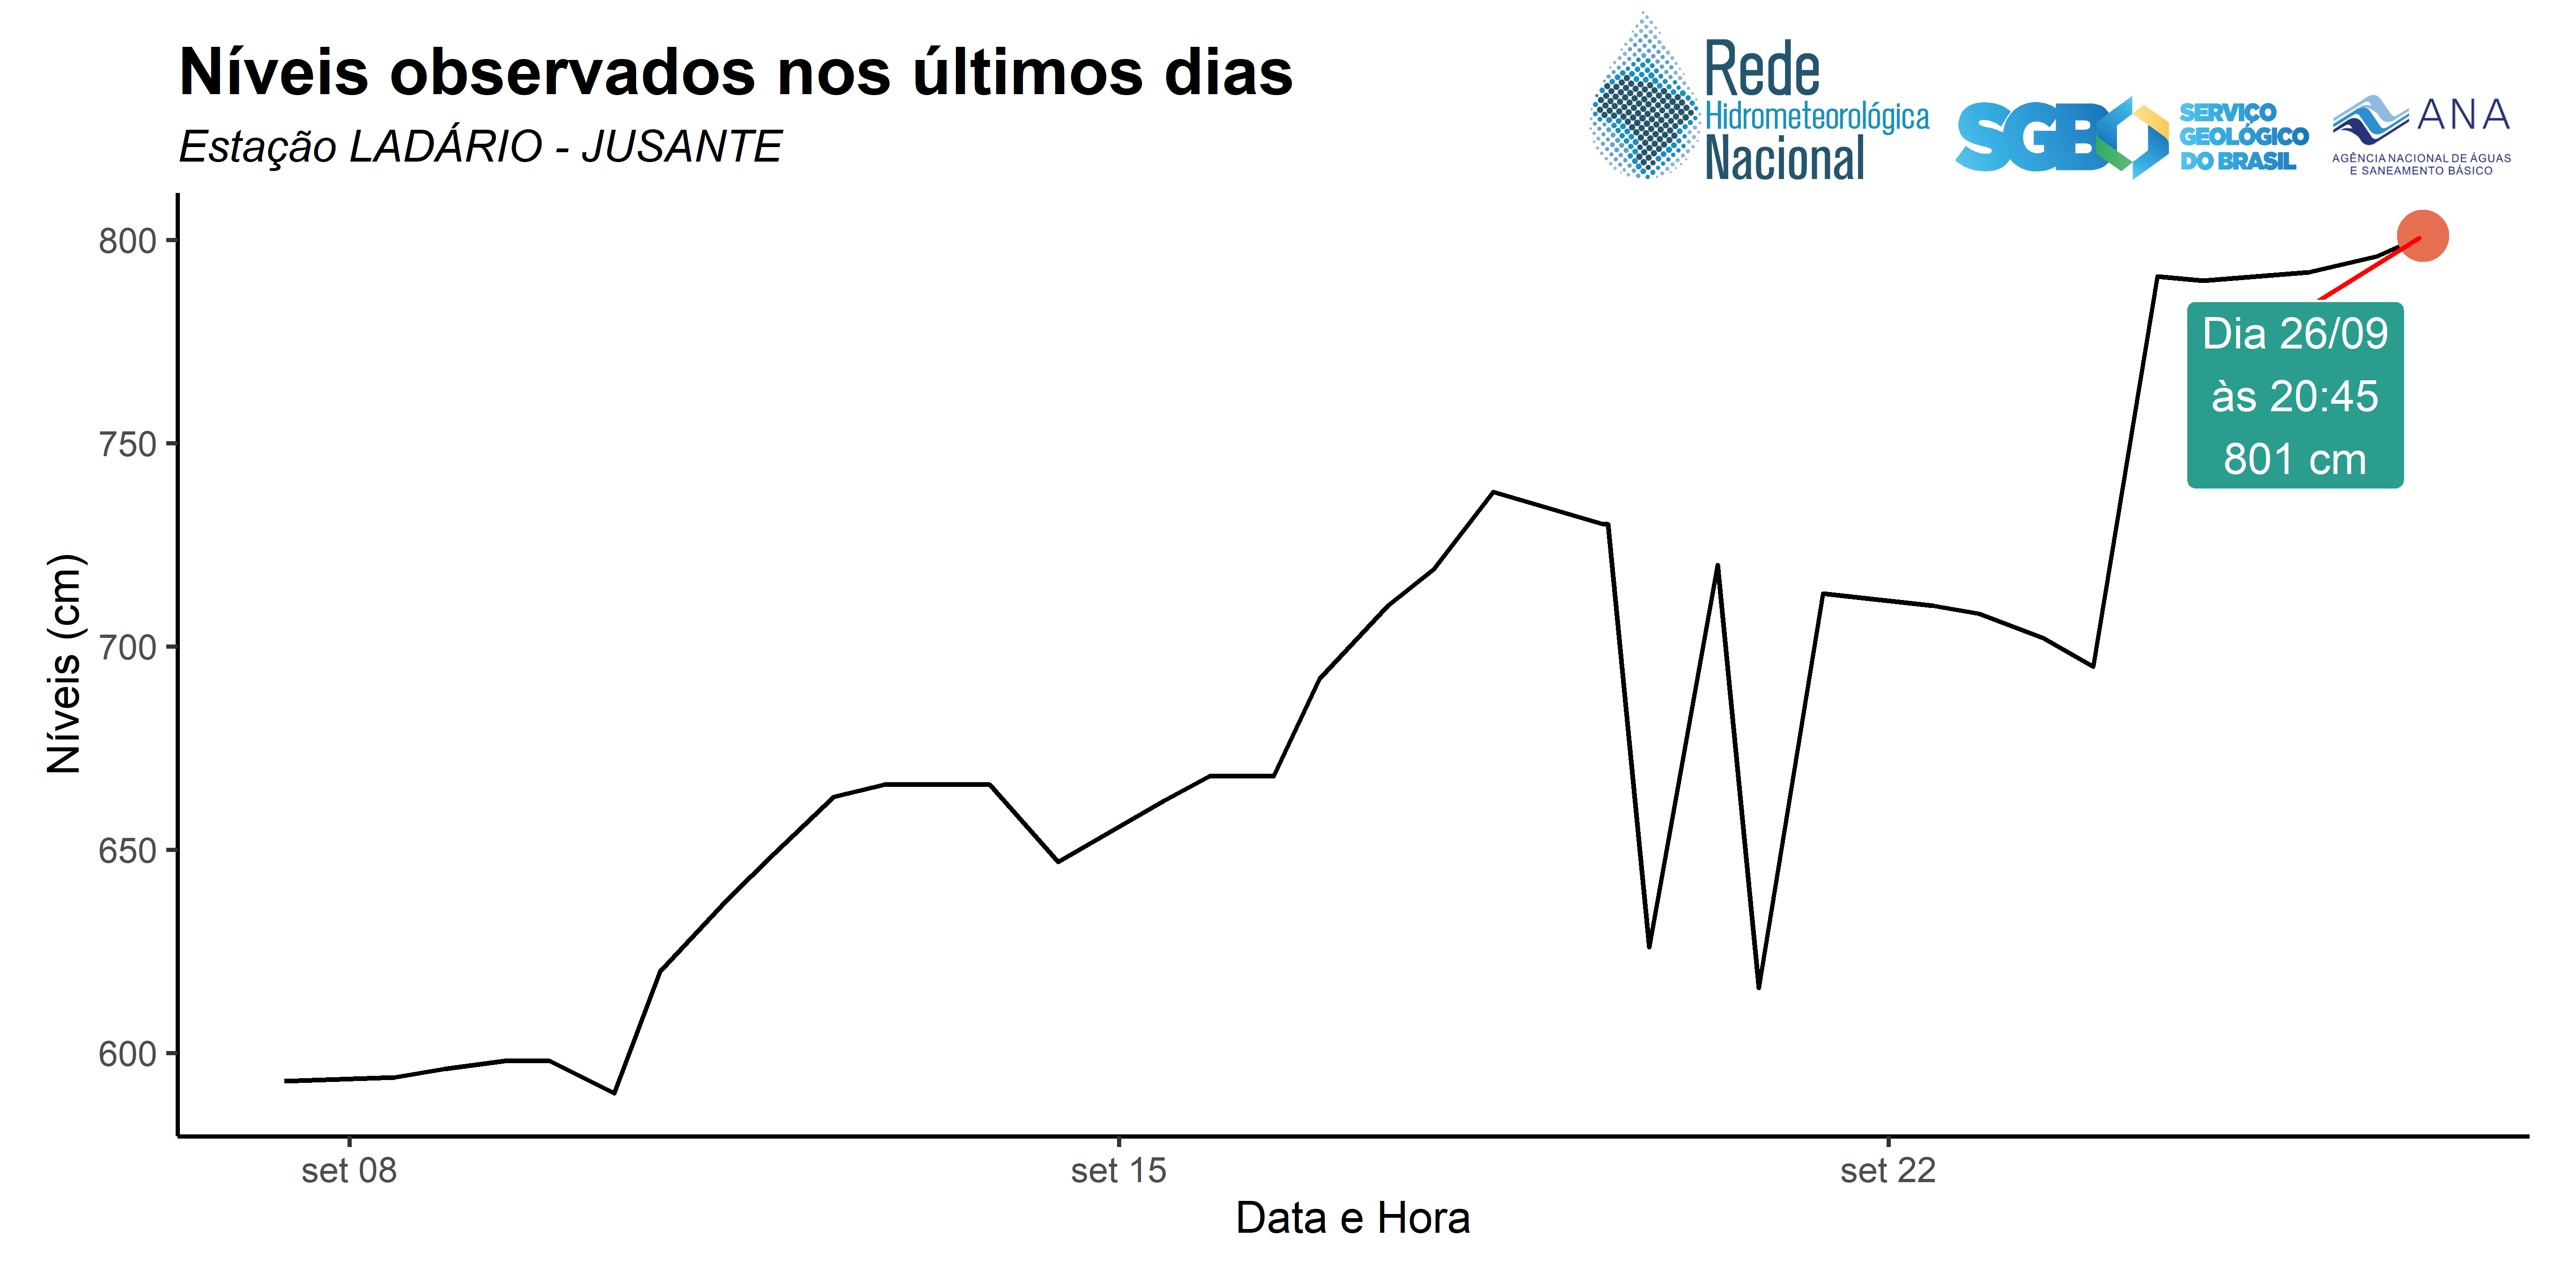 Níveis observados nos últimos dias
Estação LADÁRIO - JUSANTE
Rede
Hidrometeorológica
Nacional
SGB
SERVIÇO
GEOLÓGICO
DO BRASIL
ANA
AGÊNCIA NACIONAL DE ÁGUAS
E SANEAMENTO BÁSICO
Níveis (cm)
800
750
700
650
600
Dia 26/09
às 20:45
801 cm
set 08
set 15
set 22
Data e Hora